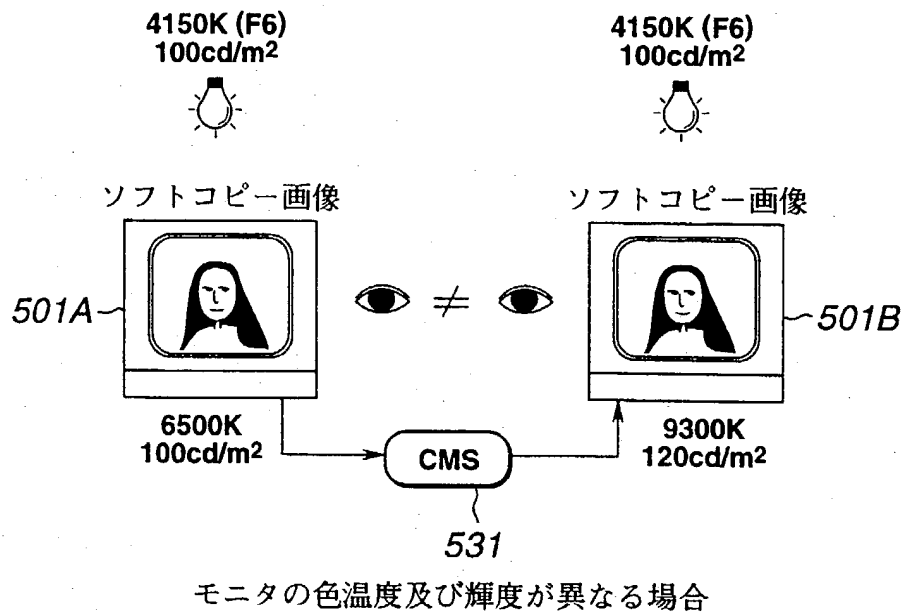 4150K (F6)
100cd/m2
4150K (F6)
100cd/m2
ソフトコピー画像
ソフトコピー画像
501A
≠
501B
6500K
100cd/m2
CMS
9300K
120cd/m2
531
モニタの色温度及び輝度が異なる場合